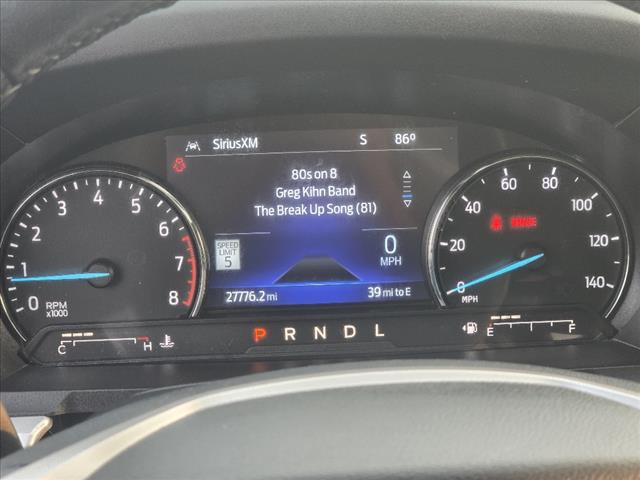 SiriusXM S 86°
80s on 8
Greg Kihn Band
The Break Up Song (81)
SPEED LIMIT 5
0 MPH
27776.2 mi 39 mi to E
0 1 2 3 4 5 6 7 8
RPM x1000
0 20 40 60 80 100 120 140
MPH
BRAKE
C H
P R N D L
E F